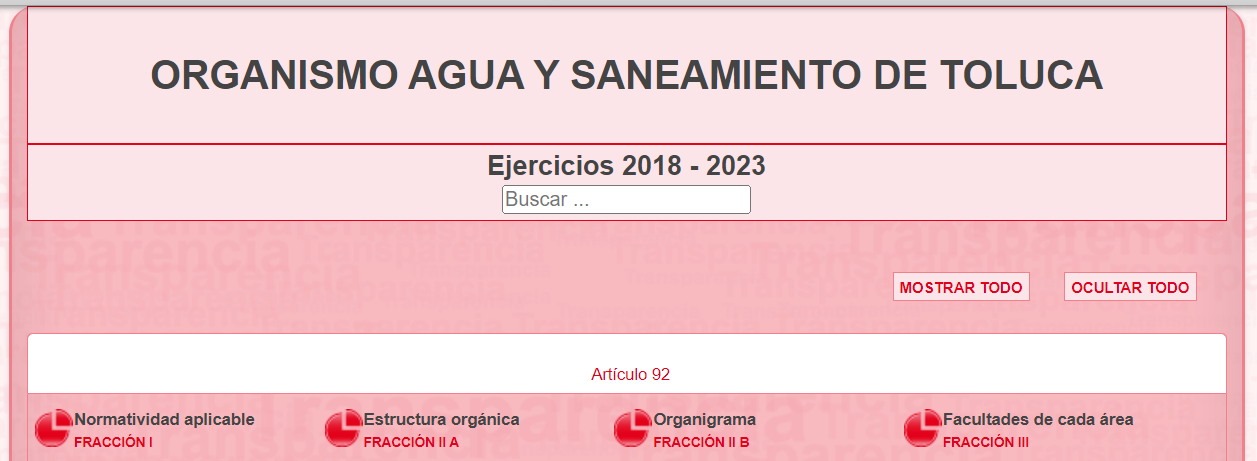 ORGANISMO AGUA Y SANEAMIENTO DE TOLUCA
Ejercicios 2018 - 2023
Buscar ...
MOSTRAR TODO OCULTAR TODO
Artículo 92
Normatividad aplicable
FRACCIÓN I
Estructura orgánica
FRACCIÓN II A
Organigrama
FRACCIÓN II B
Facultades de cada área
FRACCIÓN III